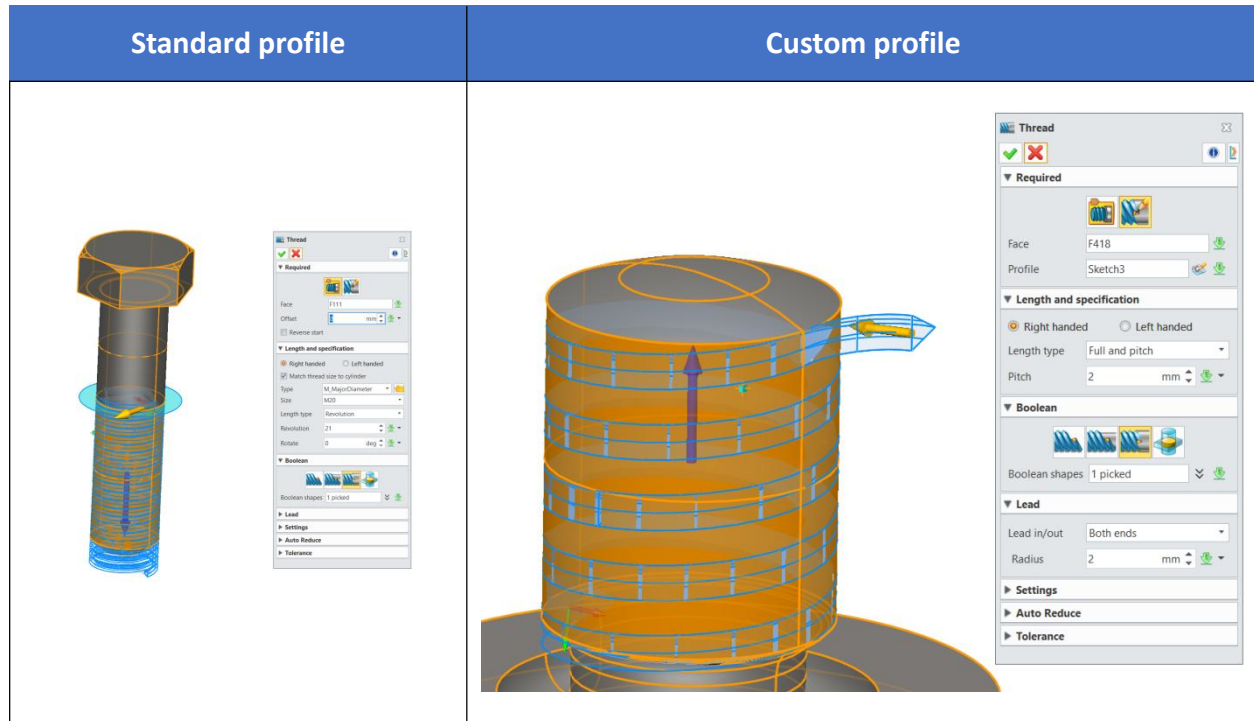 Standard profile
Custom profile
Thread
Required
Face F111
Offset mm
Reverse start
Length and specification
Right handed Left handed
Match thread size to cylinder
Type M_MajorDiameter
Size M20
Length type Revolution
Revolution 21
Rotate 0 deg
Boolean
Boolean shapes 1 picked
Lead
Settings
Auto Reduce
Tolerance
Thread
Required
Face F418
Profile Sketch3
Length and specification
Right handed Left handed
Length type Full and pitch
Pitch 2 mm
Boolean
Boolean shapes 1 picked
Lead
Lead in/out Both ends
Radius 2 mm
Settings
Auto Reduce
Tolerance